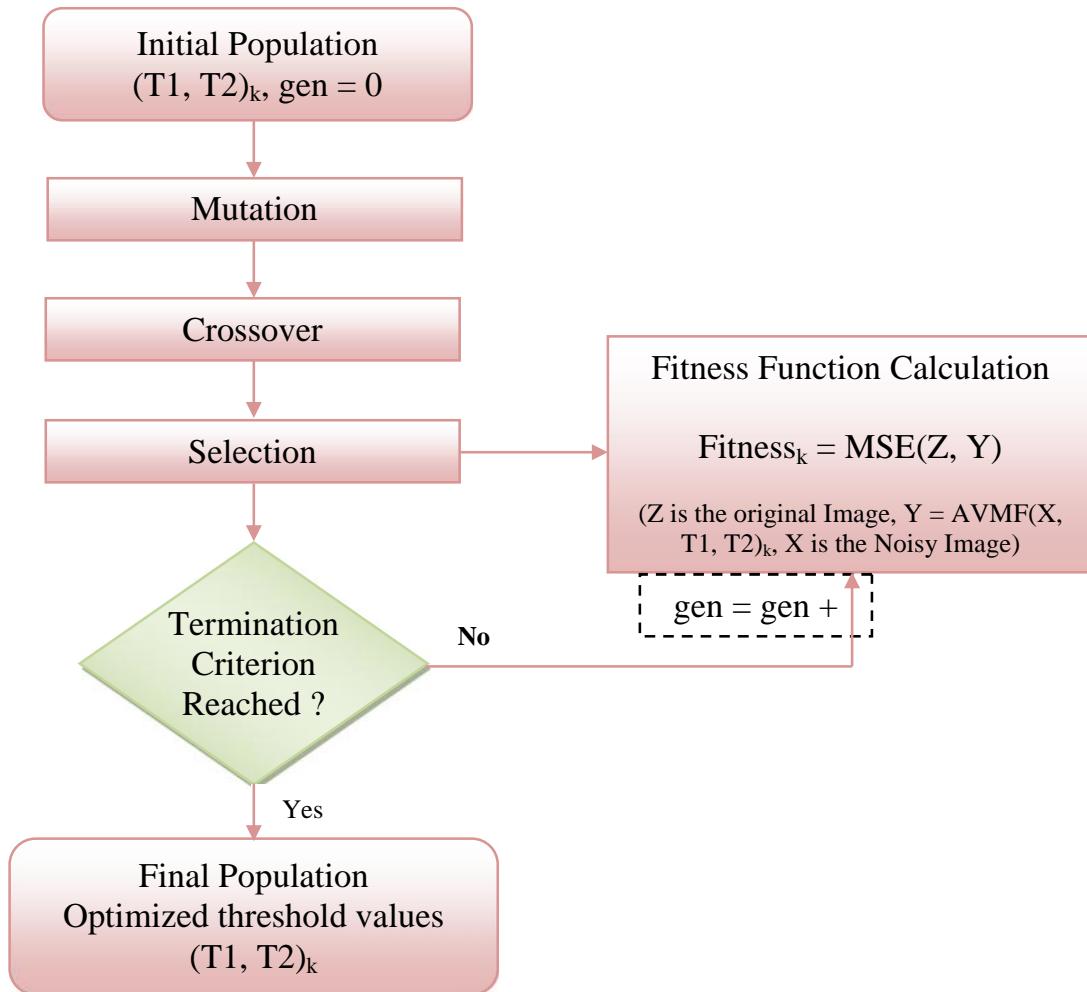 Initial Population
(T1, T2)k, gen = 0
Mutation
Crossover
Selection
Fitness Function Calculation
Fitnessk = MSE(Z, Y)
(Z is the original Image, Y = AVMF(X,
T1, T2)k, X is the Noisy Image)
gen = gen +
Termination
Criterion
Reached ?
No
Yes
Final Population
Optimized threshold values
(T1, T2)k